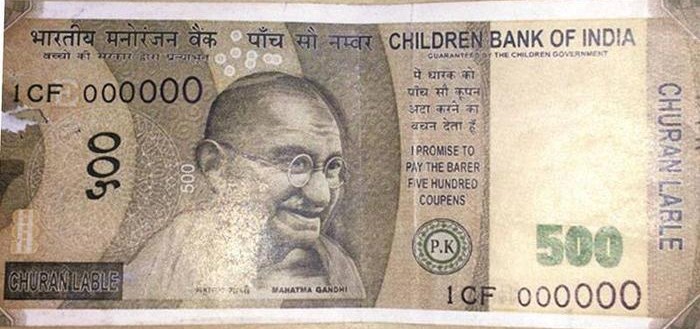 भारतीय मनोरंजन बैंक पाँच सौ नम्बर CHILDREN BANK OF INDIA
बच्चों की सरकार द्वारा प्रत्याभूत GUARANTEED BY THE CHILDREN GOVERNMENT
1CF 000000
में धारक को
पाँच सौ कूपन
अदा करने का
वचन देता हूँ
I PROMISE TO
PAY THE BARER
FIVE HUNDRED
COUPENS
५००
500
P.K
500
CHURAN LABLE
MAHATMA GANDHI
1CF 000000
CHURAN LARLE